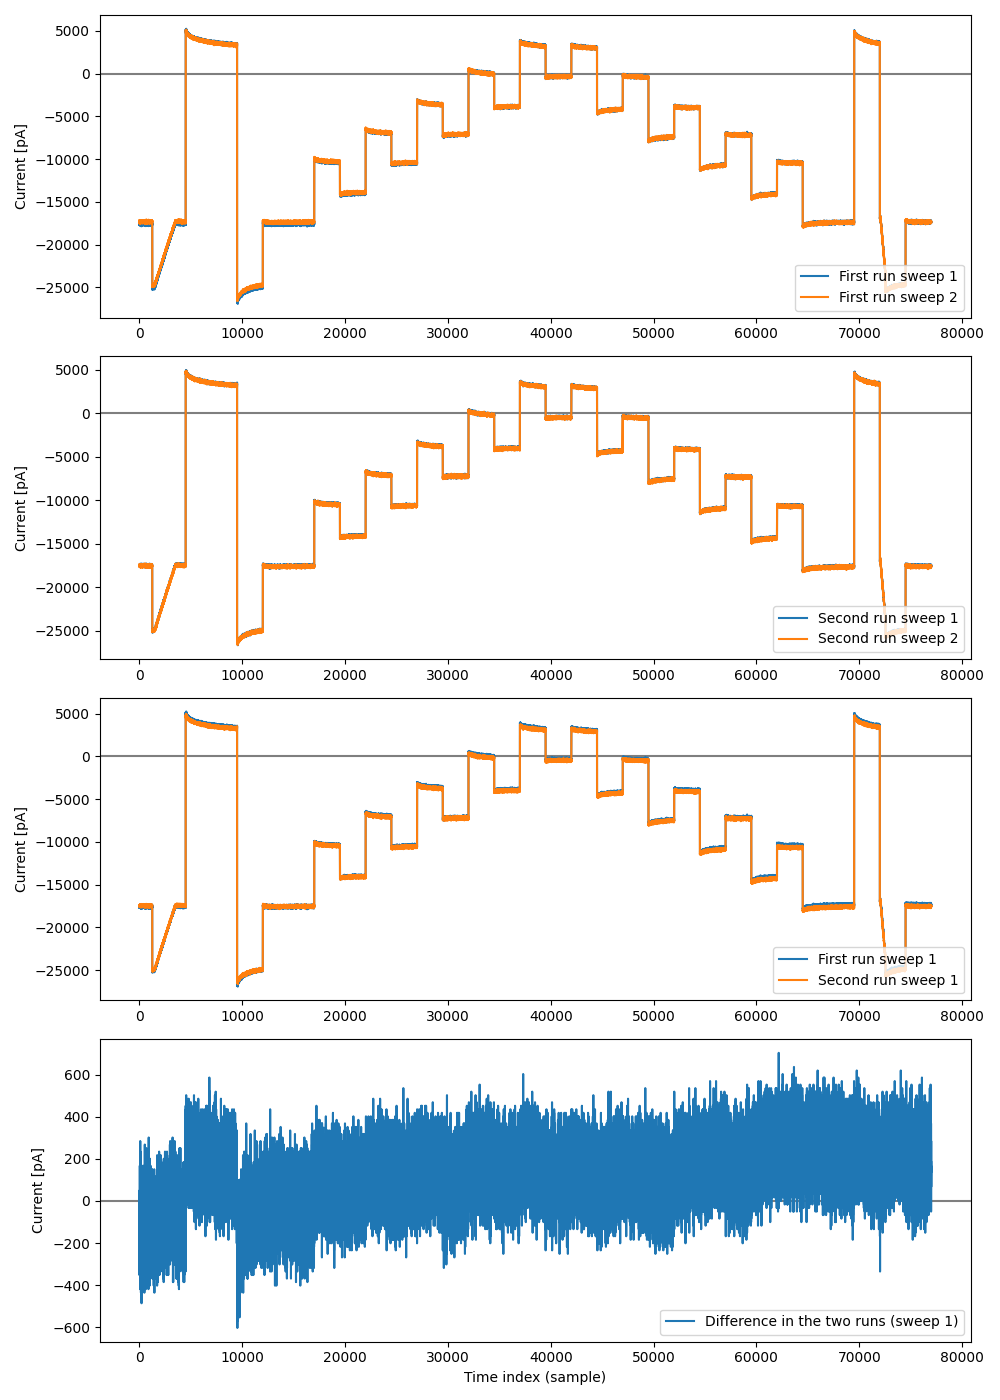 5000
0
−5000
−10000
−15000
−20000
−25000
Current [pA]
First run sweep 1
First run sweep 2
0 10000 20000 30000 40000 50000 60000 70000 80000
5000
0
−5000
−10000
−15000
−20000
−25000
Current [pA]
Second run sweep 1
Second run sweep 2
0 10000 20000 30000 40000 50000 60000 70000 80000
5000
0
−5000
−10000
−15000
−20000
−25000
Current [pA]
First run sweep 1
Second run sweep 1
0 10000 20000 30000 40000 50000 60000 70000 80000
600
400
200
0
−200
−400
−600
Current [pA]
Difference in the two runs (sweep 1)
0 10000 20000 30000 40000 50000 60000 70000 80000
Time index (sample)